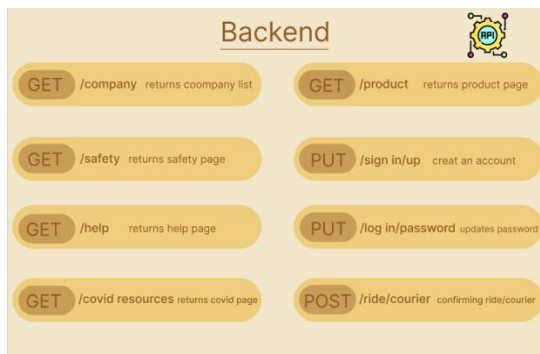 Backend
API
GET /company returns coompany list
GET /product returns product page
GET /safety returns safety page
PUT /sign in/up creat an account
GET /help returns help page
PUT /log in/password updates password
GET /covid resources returns covid page
POST /ride/courier confirming ride/courier